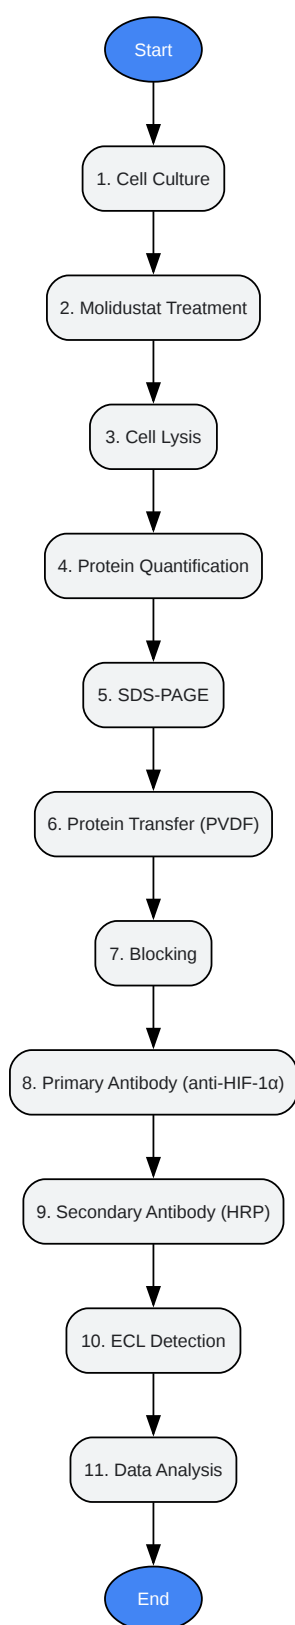 Start
1. Cell Culture
2. Molidustat Treatment
3. Cell Lysis
4. Protein Quantification
5. SDS-PAGE
6. Protein Transfer (PVDF)
7. Blocking
8. Primary Antibody (anti-HIF-1α)
9. Secondary Antibody (HRP)
10. ECL Detection
11. Data Analysis
End